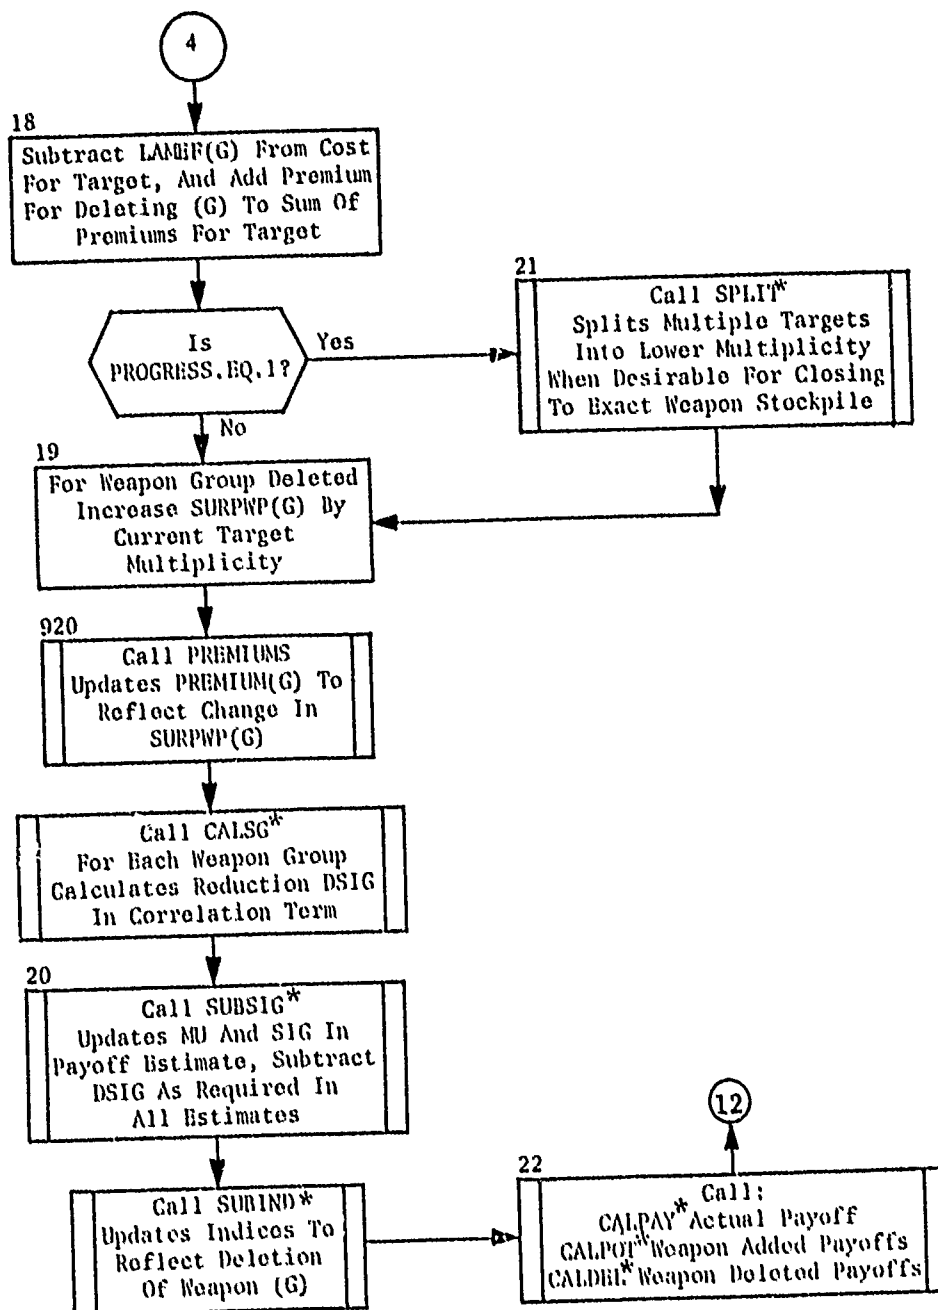 4
18
Subtract LAMEF(G) From Cost
For Target, And Add Premium
For Deleting (G) To Sum Of
Premiums For Target
21
Call SPLIT*
Splits Multiple Targets
Into Lower Multiplicity
When Desirable For Closing
To Exact Weapon Stockpile
Is
PROGRESS.EQ.1?
Yes
No
19
For Weapon Group Deleted
Increase SURPWP(G) By
Current Target
Multiplicity
920
Call PREMIUMS
Updates PREMIUM(G) To
Reflect Change In
SURPWP(G)
Call CALSG*
For Each Weapon Group
Calculates Reduction DSIG
In Correlation Term
20
Call SUBSIG*
Updates MU And SIG In
Payoff Estimate, Subtract
DSIG As Required In
All Estimates
Call SUBIND*
Updates Indices To
Reflect Deletion
Of Weapon (G)
12
22
Call:
CALPAY* Actual Payoff
CALPOT* Weapon Added Payoffs
CALDEL* Weapon Deleted Payoffs